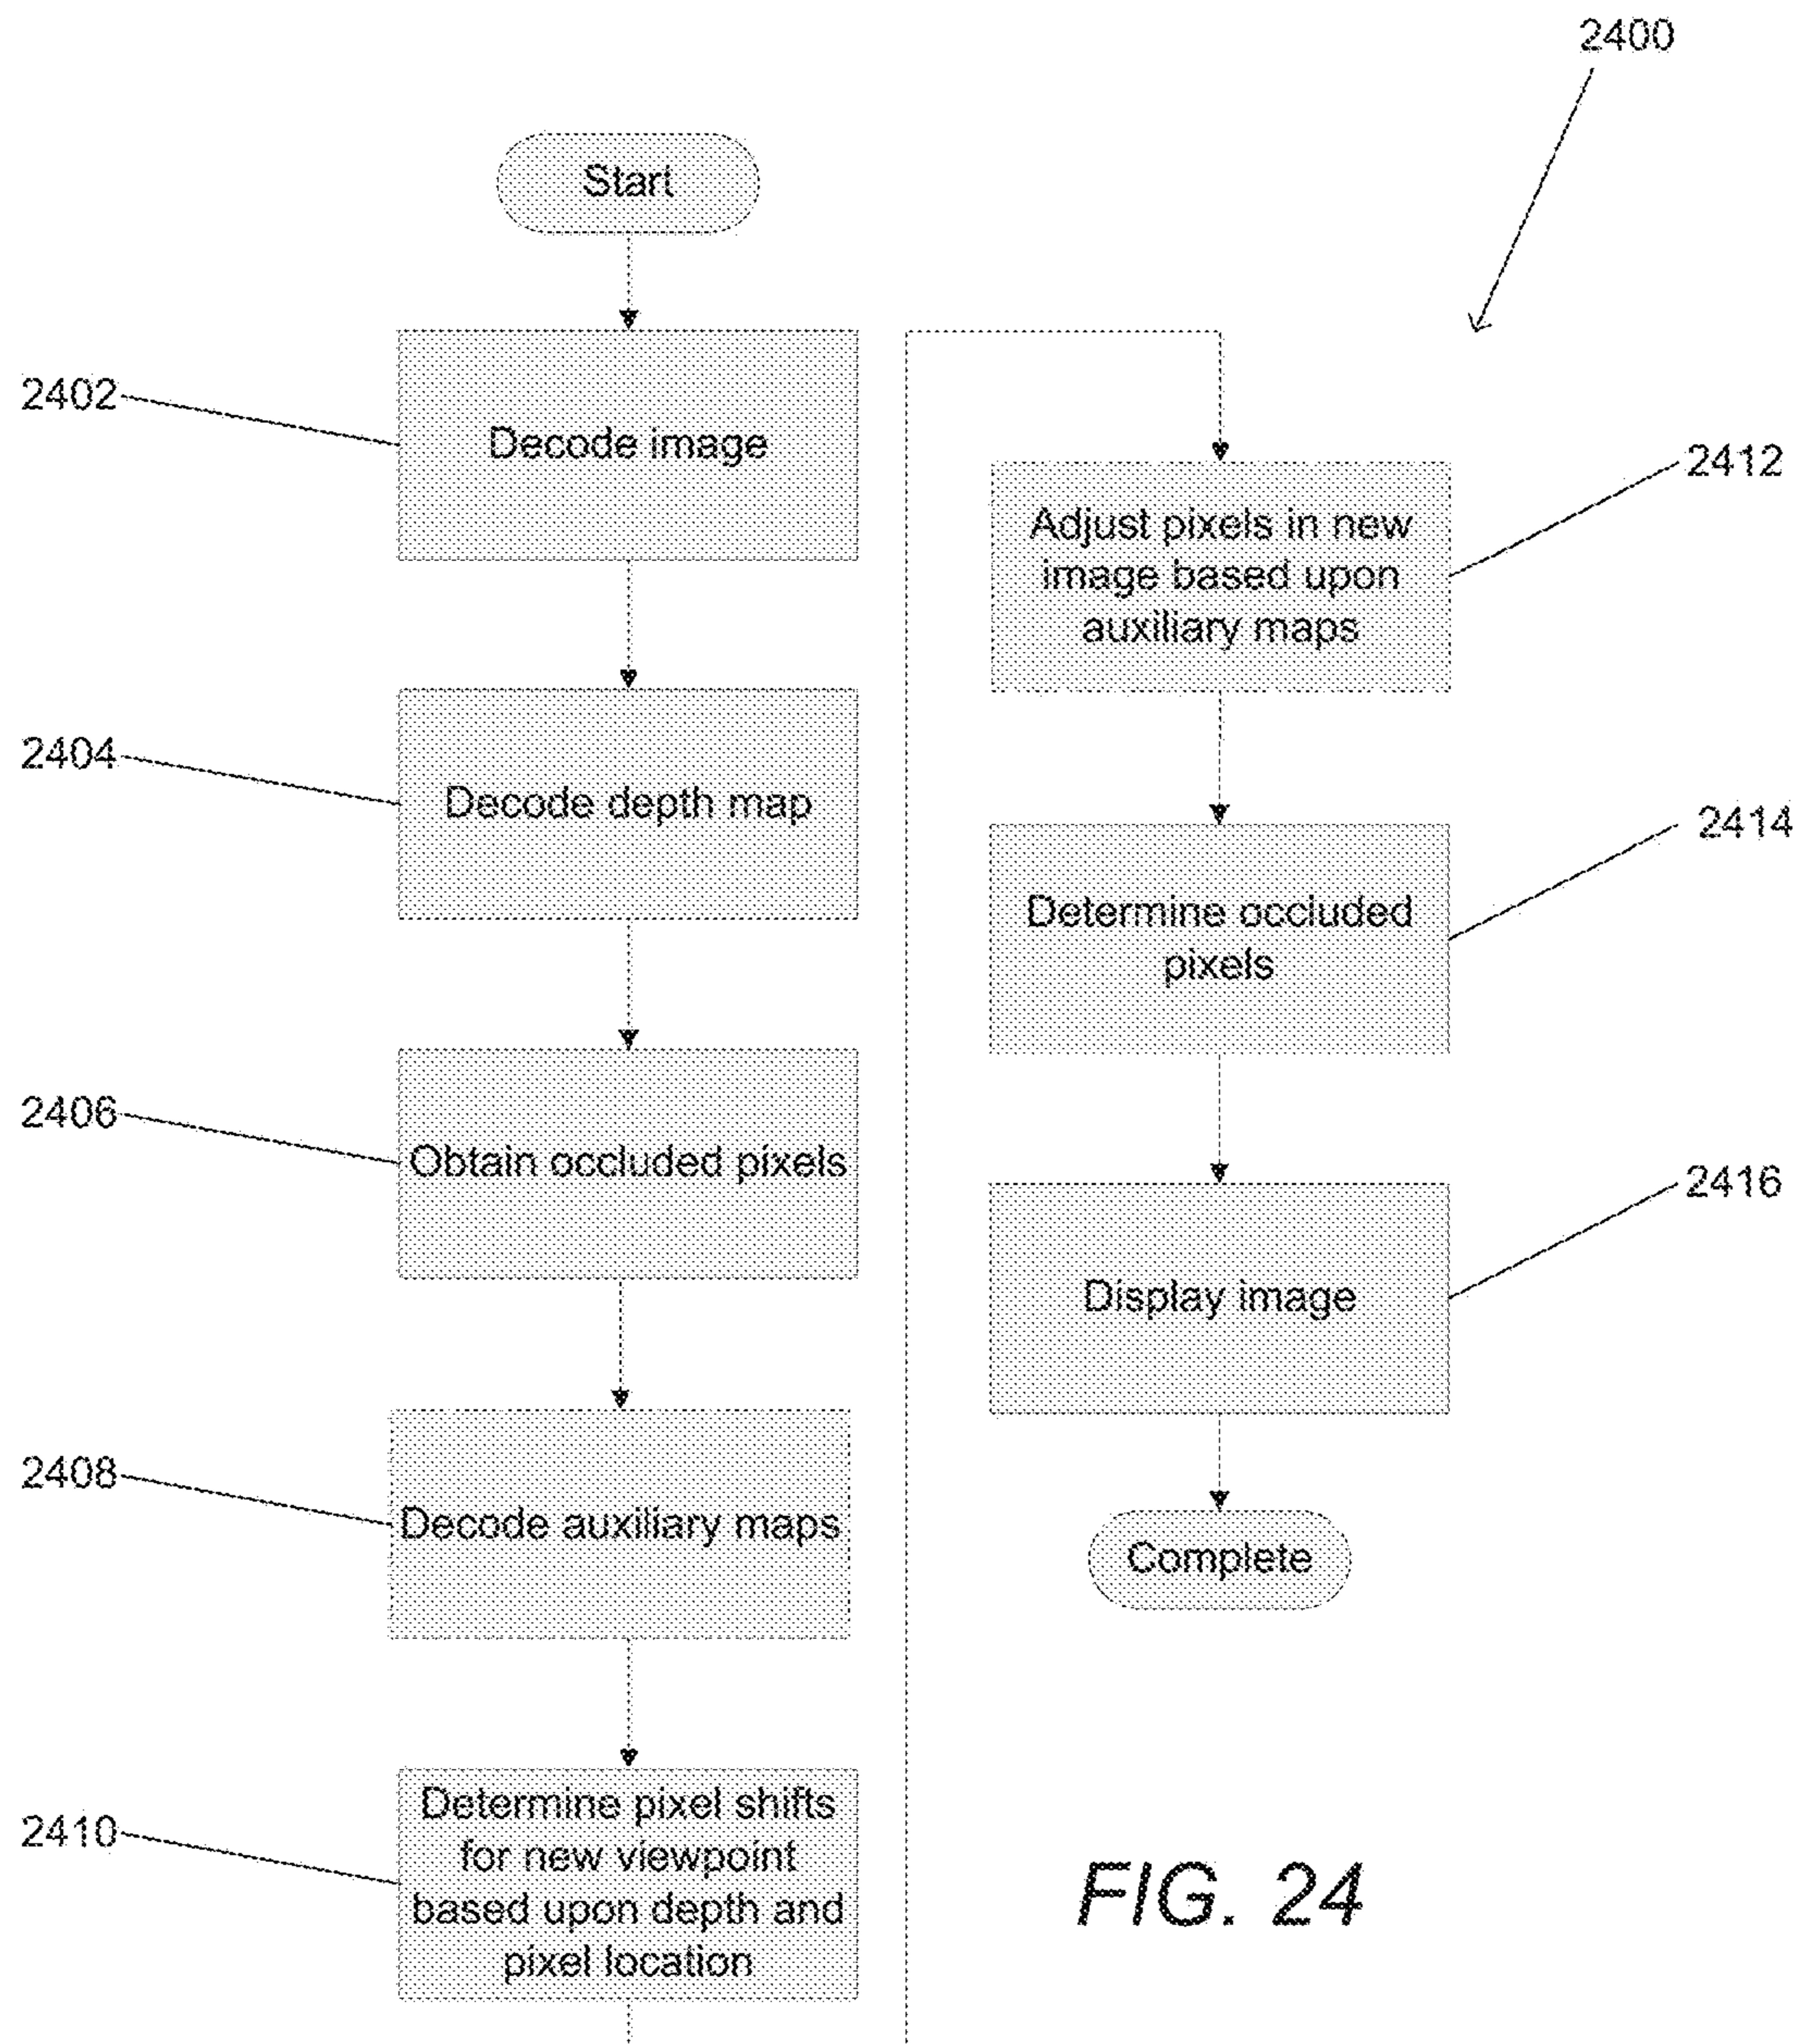 2400
Start
2402
Decode image
2404
Decode depth map
2406
Obtain occluded pixels
2408
Decode auxiliary maps
2410
Determine pixel shifts
for new viewpoint
based upon depth and
pixel location
2412
Adjust pixels in new
image based upon
auxiliary maps
2414
Determine occluded
pixels
2416
Display image
Complete
FIG. 24